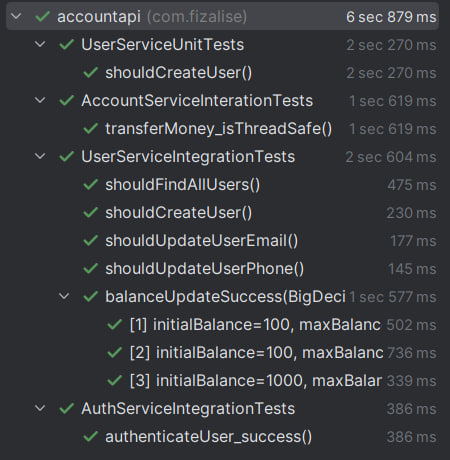 accountapi (com.fizalise) 6 sec 879 ms
UserServiceUnitTests 2 sec 270 ms
shouldCreateUser() 2 sec 270 ms
AccountServiceInterationTests 1 sec 619 ms
transferMoney_isThreadSafe() 1 sec 619 ms
UserServiceIntegrationTests 2 sec 604 ms
shouldFindAllUsers() 475 ms
shouldCreateUser() 230 ms
shouldUpdateUserEmail() 177 ms
shouldUpdateUserPhone() 145 ms
balanceUpdateSuccess(BigDeci 1 sec 577 ms
[1] initialBalance=100, maxBalanc 502 ms
[2] initialBalance=100, maxBalanc 736 ms
[3] initialBalance=1000, maxBalar 339 ms
AuthServiceIntegrationTests 386 ms
authenticateUser_success() 386 ms